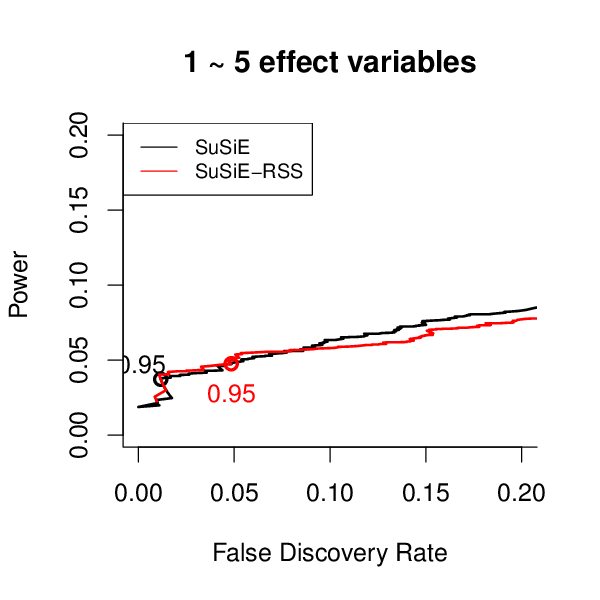 1 ~ 5 effect variables
SuSiE
SuSiE−RSS
Power
0.20
0.15
0.10
0.05
0.00
0.95
0.95
0.00 0.05 0.10 0.15 0.20
False Discovery Rate